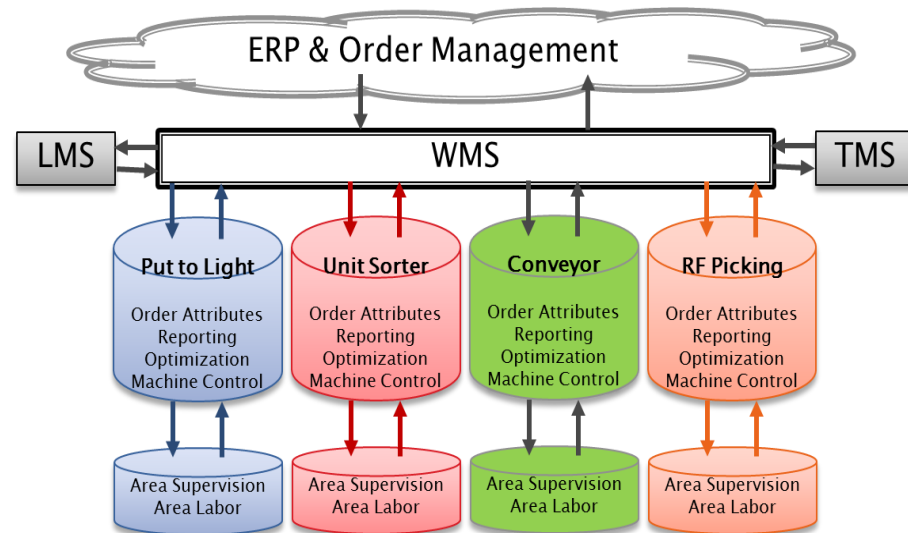 ERP & Order Management
LMS
WMS
TMS
Put to Light
Order Attributes
Reporting
Optimization
Machine Control
Unit Sorter
Order Attributes
Reporting
Optimization
Machine Control
Conveyor
Order Attributes
Reporting
Optimization
Machine Control
RF Picking
Order Attributes
Reporting
Optimization
Machine Control
Area Supervision
Area Labor
Area Supervision
Area Labor
Area Supervision
Area Labor
Area Supervision
Area Labor